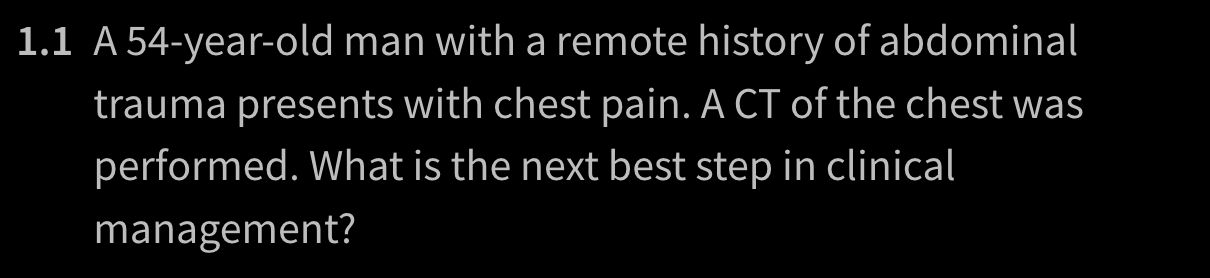 1.1 A 54-year-old man with a remote history of abdominal
trauma presents with chest pain. A CT of the chest was
performed. What is the next best step in clinical
management?